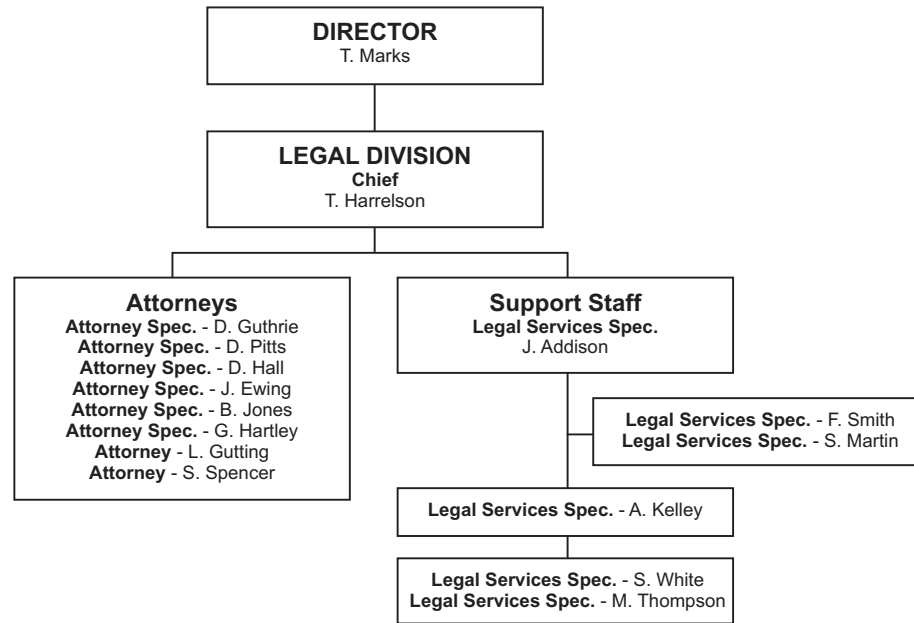 DIRECTOR
T. Marks
LEGAL DIVISION
Chief
T. Harrelson
Attorneys
Attorney Spec. - D. Guthrie
Attorney Spec. - D. Pitts
Attorney Spec. - D. Hall
Attorney Spec. - J. Ewing
Attorney Spec. - B. Jones
Attorney Spec. - G. Hartley
Attorney - L. Gutting
Attorney - S. Spencer
Support Staff
Legal Services Spec.
J. Addison
Legal Services Spec. - F. Smith
Legal Services Spec. - S. Martin
Legal Services Spec. - A. Kelley
Legal Services Spec. - S. White
Legal Services Spec. - M. Thompson